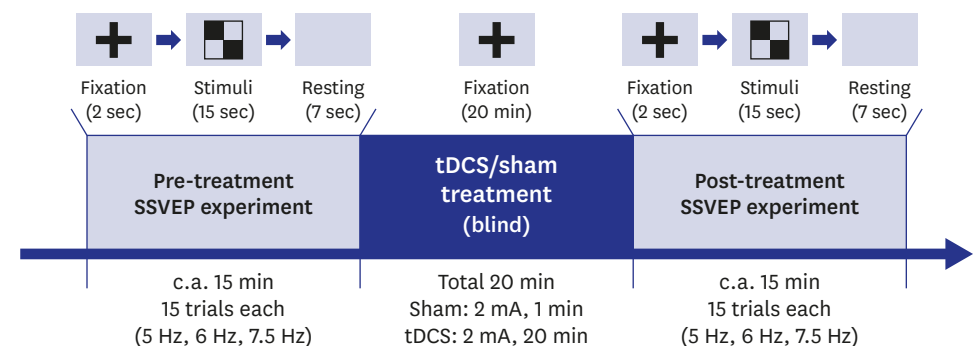 Fixation
(2 sec)
Stimuli
(15 sec)
Resting
(7 sec)
Fixation
(20 min)
Fixation
(2 sec)
Stimuli
(15 sec)
Resting
(7 sec)
Pre-treatment
SSVEP experiment
tDCS/sham
treatment
(blind)
Post-treatment
SSVEP experiment
c.a. 15 min
15 trials each
(5 Hz, 6 Hz, 7.5 Hz)
Total 20 min
Sham: 2 mA, 1 min
tDCS: 2 mA, 20 min
c.a. 15 min
15 trials each
(5 Hz, 6 Hz, 7.5 Hz)